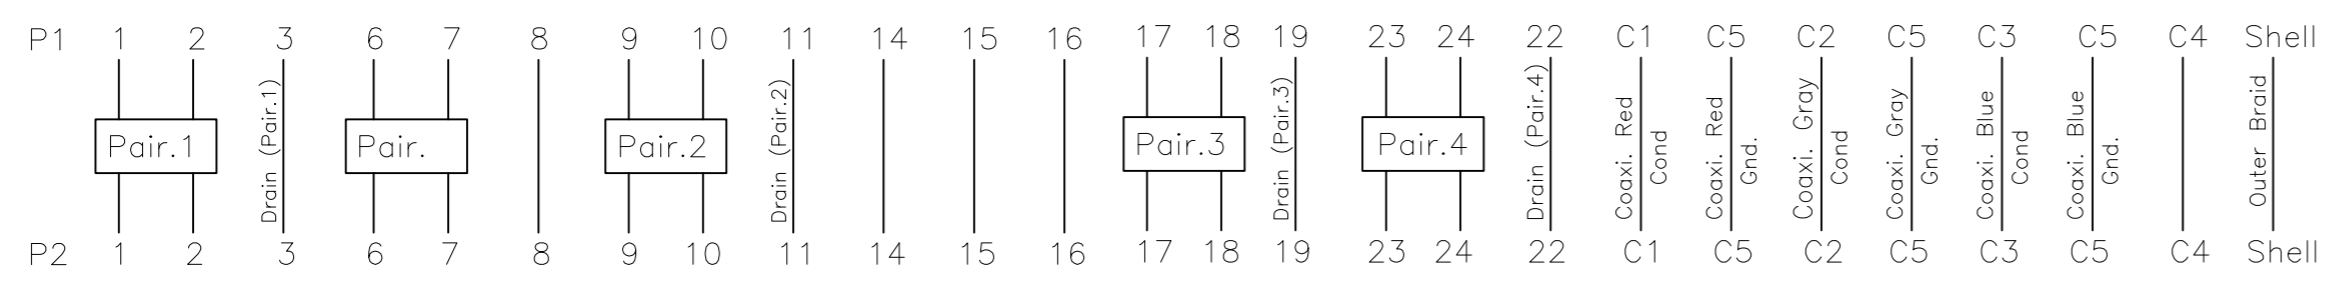 P1 1 2 3 6 7 8 9 10 11 14 15 16 17 18 19 23 24 22 C1 C5 C2 C5 C3 C5 C4 Shell
Pair.1
Drain (Pair.1)
Pair.
Pair.2
Drain (Pair.2)
Pair.3
Drain (Pair.3)
Pair.4
Drain (Pair.4)
Coaxi. Red
Cond
Coaxi. Red
Gnd.
Coaxi. Gray
Cond
Coaxi. Gray
Gnd.
Coaxi. Blue
Cond
Coaxi. Blue
Gnd.
Outer Braid
P2 1 2 3 6 7 8 9 10 11 14 15 16 17 18 19 23 24 22 C1 C5 C2 C5 C3 C5 C4 Shell